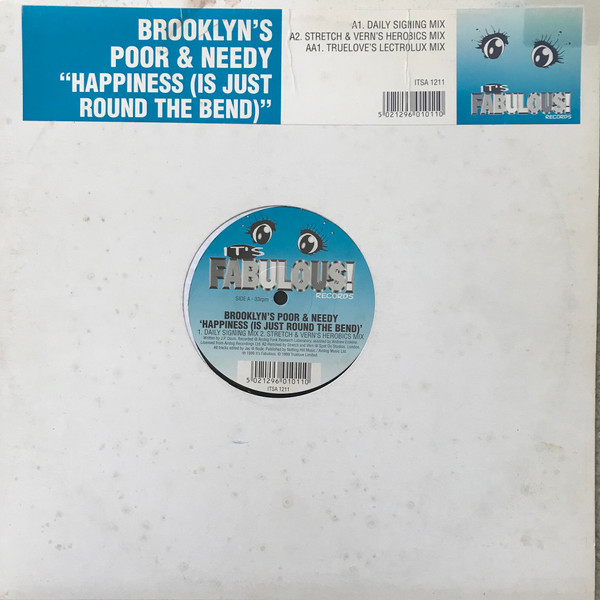 BROOKLYN'S
POOR & NEEDY
"HAPPINESS (IS JUST
ROUND THE BEND)"
A1. DAILY SIGNING MIX
A2. STRETCH & VERN'S HEROBICS MIX
AA1. TRUELOVE'S LECTROLUX MIX
ITSA 1211
5 021296 010110
IT'S
FABULOUS!
RECORDS
IT'S
FABULOUS!
RECORDS
SIDE A - 33rpm
BROOKLYN'S POOR & NEEDY
'HAPPINESS (IS JUST ROUND THE BEND)'
1. DAILY SIGNING MIX 2. STRETCH & VERN'S HEROBICS MIX
5 021296 010110
ITSA 1211